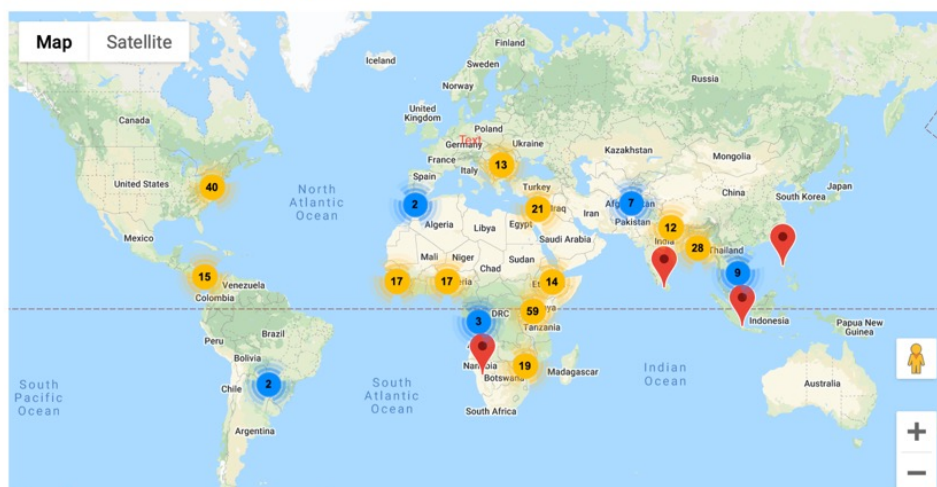 Map
Satellite
Iceland
Finland
Sweden
Norway
Russia
United
Kingdom
Canada
Text
Poland
Germany
Ukraine
Kazakhstan
Mongolia
France
Italy
13
Spain
Turkey
United States
40
North
Atlantic
Ocean
2
21
Iraq
Iran
7
Pakistan
China
South Korea
Japan
Algeria
Libya
Egypt
12
India
28
Thailand
Mexico
Saudi Arabia
Mali
Niger
Chad
Sudan
15
Venezuela
Colombia
17
17
14
9
DRC
59
Tanzania
3
Indonesia
Papua New
Guinea
Brazil
Peru
Bolivia
Namibia
Botswana
19
Madagascar
Indian
Ocean
South
Pacific
Ocean
Chile
2
South
Atlantic
Ocean
Australia
South Africa
Argentina
+
−